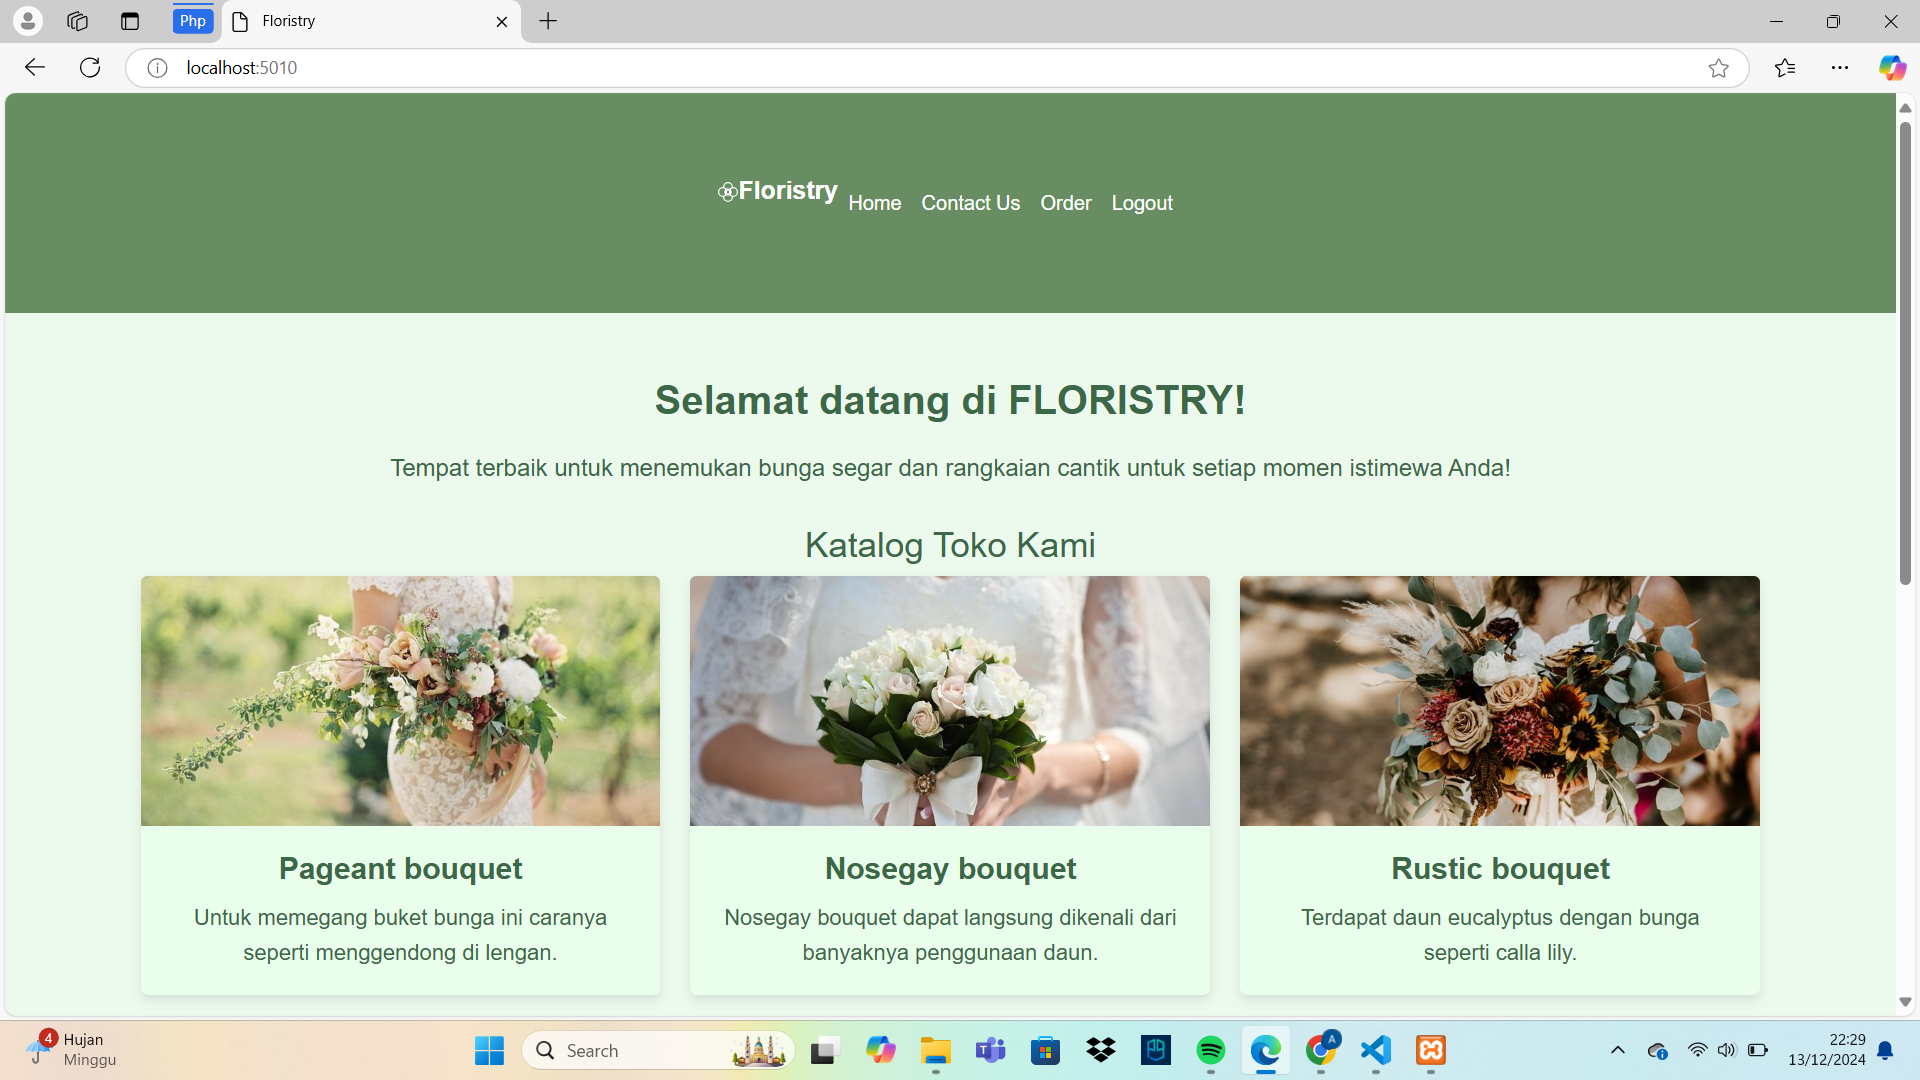 Php
Floristry
localhost:5010
Floristry
Home
Contact Us
Order
Logout
Selamat datang di FLORISTRY!
Tempat terbaik untuk menemukan bunga segar dan rangkaian cantik untuk setiap momen istimewa Anda!
Katalog Toko Kami
Pageant bouquet
Untuk memegang buket bunga ini caranya
seperti menggendong di lengan.
Nosegay bouquet
Nosegay bouquet dapat langsung dikenali dari
banyaknya penggunaan daun.
Rustic bouquet
Terdapat daun eucalyptus dengan bunga
seperti calla lily.
4
Hujan
Minggu
Search
A
22:29
13/12/2024